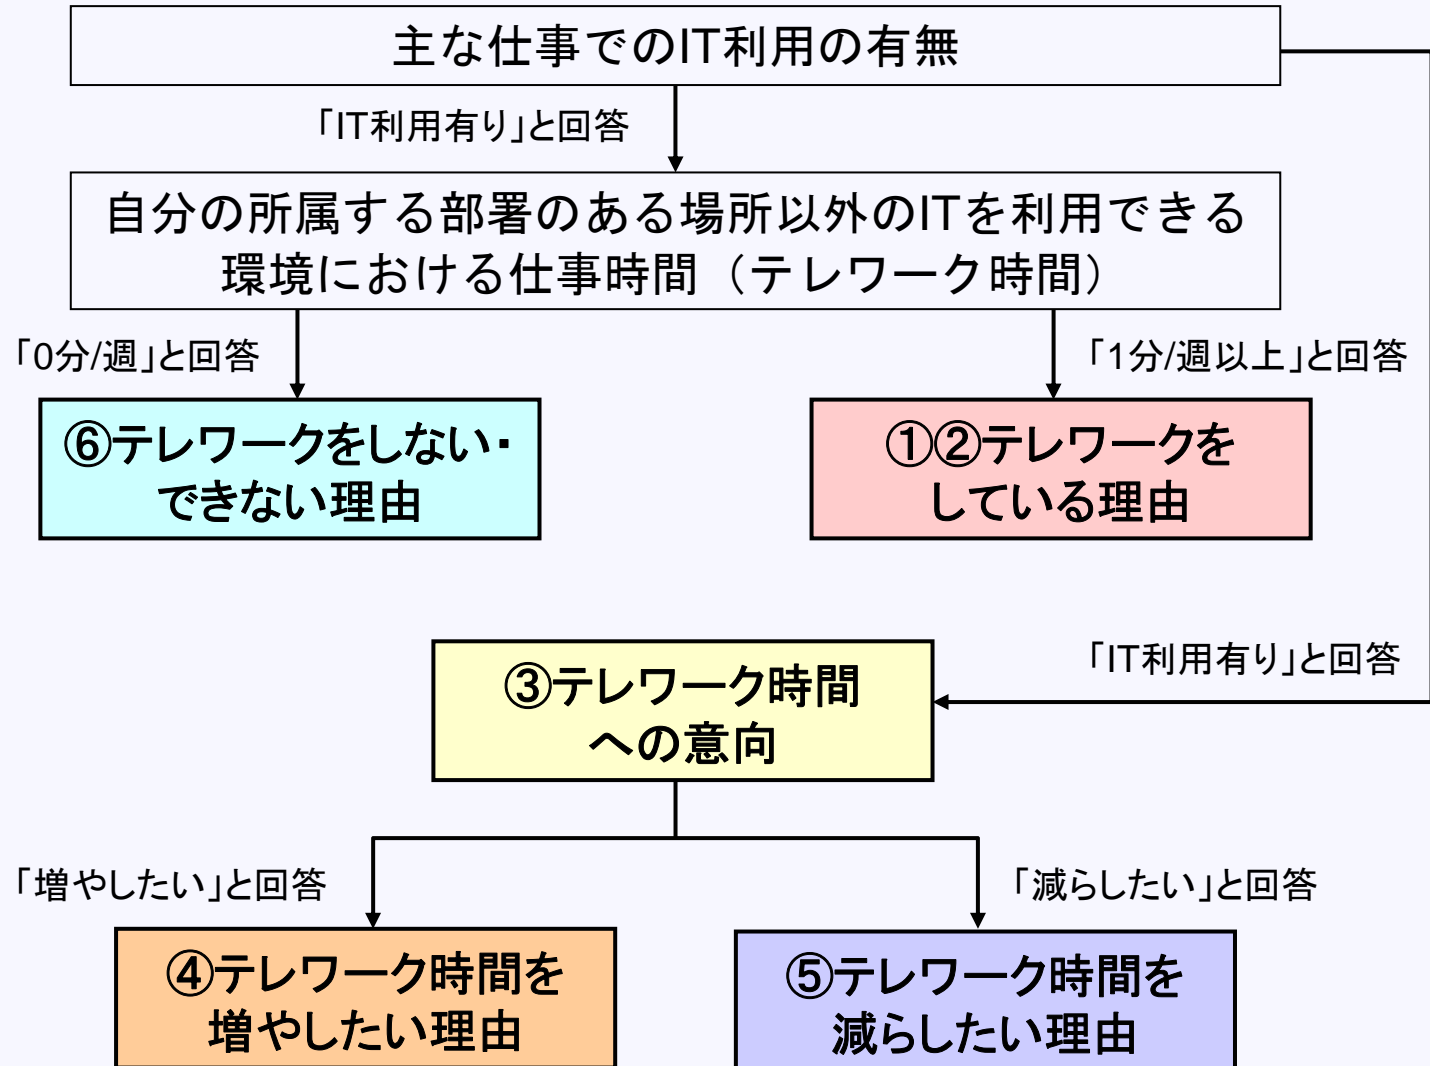 主な仕事でのIT利用の有無
「IT利用有り」と回答
自分の所属する部署のある場所以外のITを利用できる
環境における仕事時間（テレワーク時間）
「0分/週」と回答
「1分/週以上」と回答
⑥テレワークをしない・
できない理由
①②テレワークを
している理由
「IT利用有り」と回答
③テレワーク時間
への意向
「増やしたい」と回答
「減らしたい」と回答
④テレワーク時間を
増やしたい理由
⑤テレワーク時間を
減らしたい理由